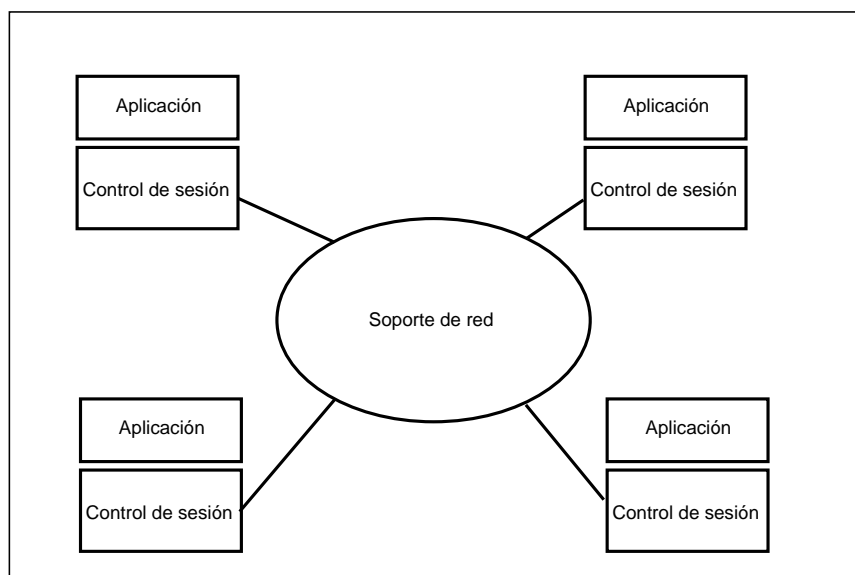 Aplicación
Control de sesión
Aplicación
Control de sesión
Soporte de red
Aplicación
Control de sesión
Aplicación
Control de sesión